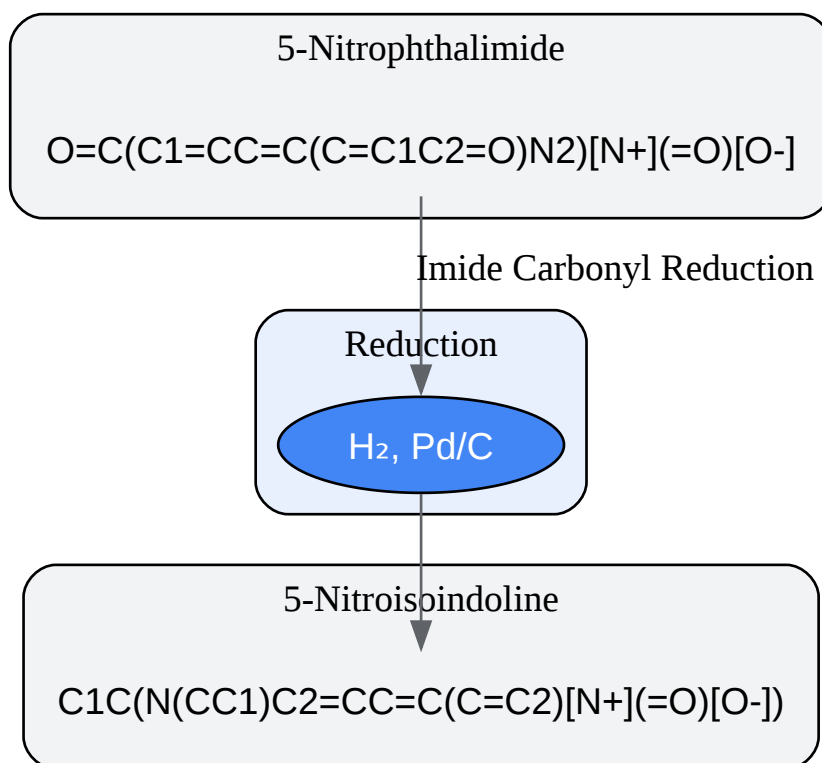 5-Nitrophthalimide
O=C(C1=CC=C(C=C1C2=O)N2)[N+](=O)[O-]
Imide Carbonyl Reduction
Reduction
H₂, Pd/C
5-Nitroisoindoline
C1C(N(CC1)C2=CC=C(C=C2)[N+](=O)[O-])